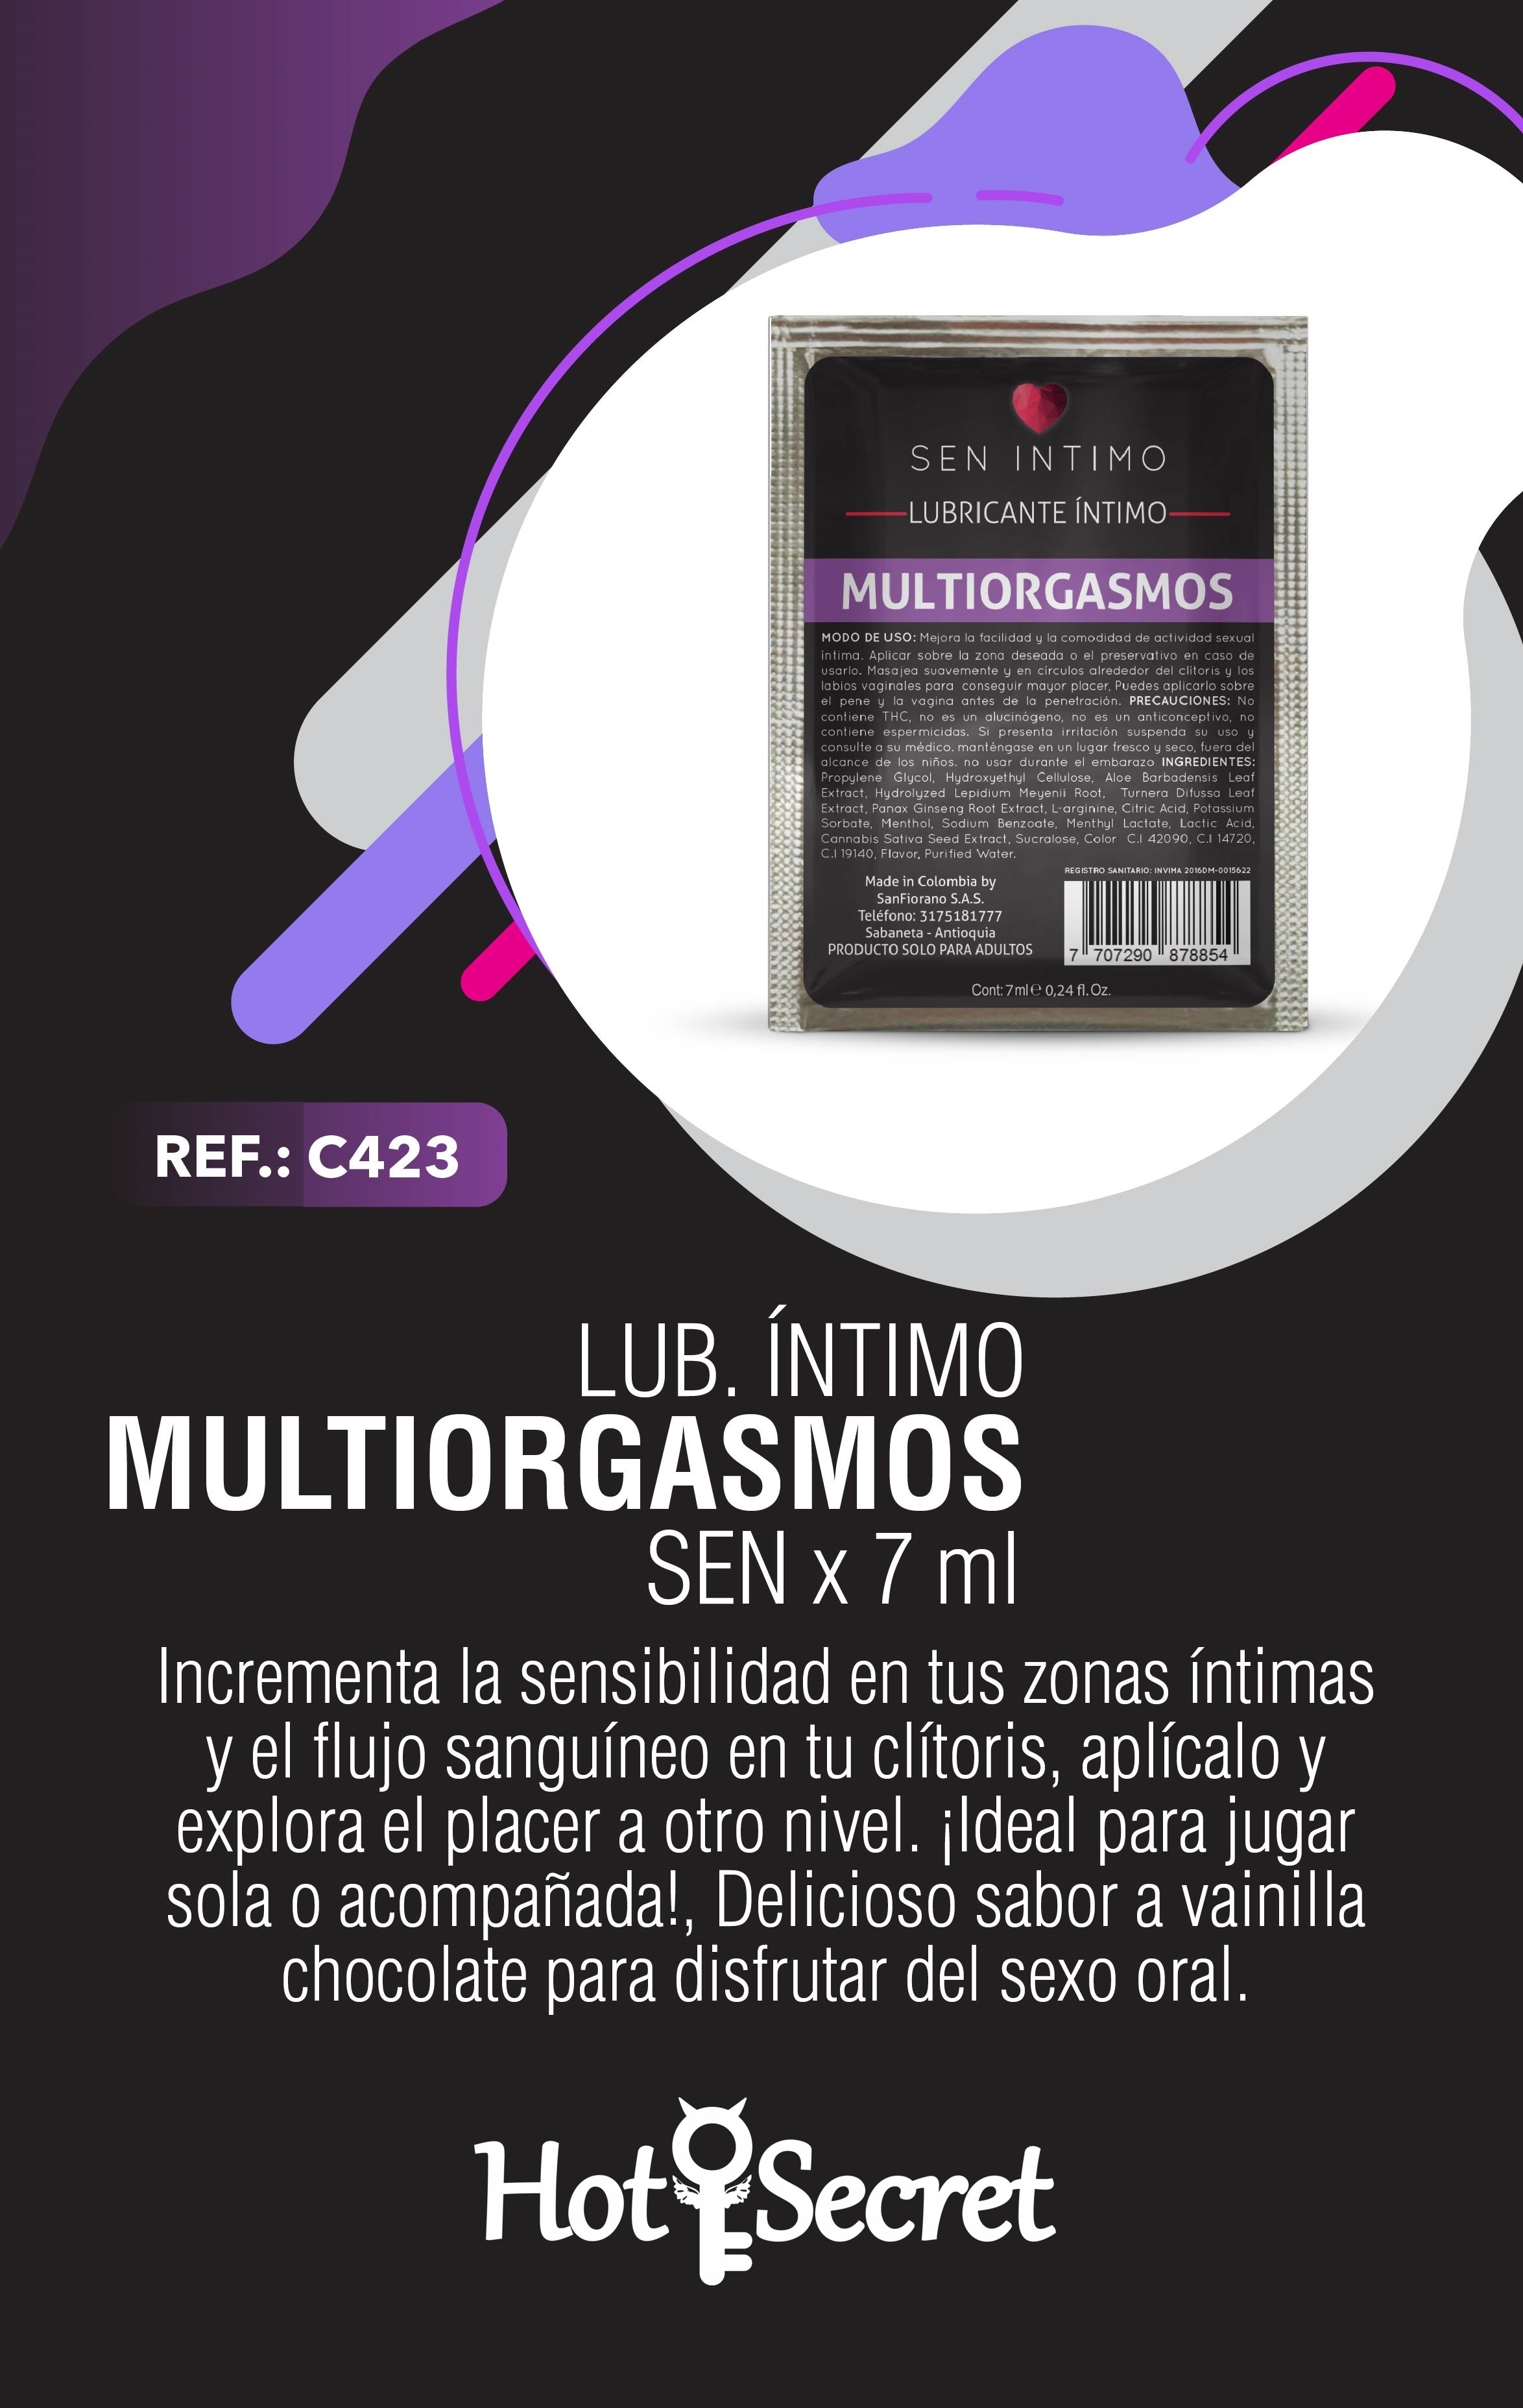 SEN INTIMO
LUBRICANTE ÍNTIMO
MULTIORGASMOS
MODO DE USO: Mejora la facilidad y la comodidad de actividad sexual
íntima. Aplicar sobre la zona deseada o el preservativo en caso de
usarlo. Masajea suavemente y en círculos alrededor del clítoris y los
labios vaginales para conseguir mayor placer, Puedes aplicarlo sobre
el pene y la vagina antes de la penetración. PRECAUCIONES: No
contiene THC, no es un alucinógeno, no es un anticonceptivo, no
contiene espermicidas. Si presenta irritación suspenda su uso y
consulte a su médico. manténgase en un lugar fresco y seco, fuera del
alcance de los niños. no usar durante el embarazo INGREDIENTES:
Propylene Glycol, Hydroxyethyl Cellulose, Aloe Barbadensis Leaf
Extract, Hydrolyzed Lepidium Meyenii Root, Turnera Difussa Leaf
Extract, Panax Ginseng Root Extract, L-arginine, Citric Acid, Potassium
Sorbate, Menthol, Sodium Benzoate, Menthyl Lactate, Lactic Acid,
Cannabis Sativa Seed Extract, Sucralose, Color C.I 42090, C.I 14720,
C.I 19140, Flavor, Purified Water.
REGISTRO SANITARIO: INVIMA 2016DM-0015622
Made in Colombia by
SanFiorano S.A.S.
Teléfono: 3175181777
Sabaneta - Antioquia
PRODUCTO SOLO PARA ADULTOS
7 707290 878854
Cont: 7 ml e 0,24 fl. Oz.
REF.: C423
LUB. ÍNTIMO
MULTIORGASMOS
SEN x 7 ml
Incrementa la sensibilidad en tus zonas íntimas
y el flujo sanguíneo en tu clítoris, aplícalo y
explora el placer a otro nivel. ¡Ideal para jugar
sola o acompañada!, Delicioso sabor a vainilla
chocolate para disfrutar del sexo oral.
Hot Secret